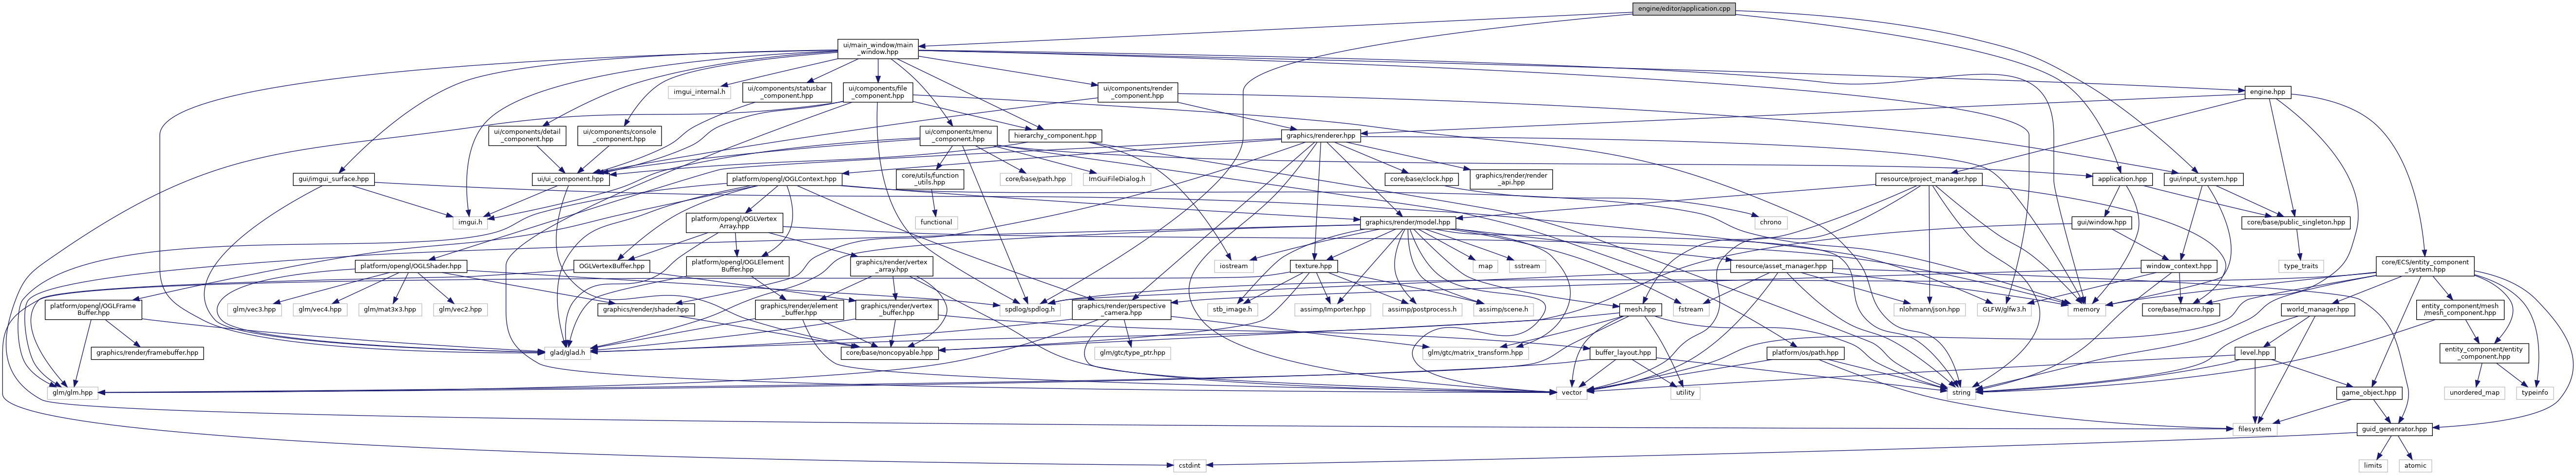 engine/editor/application.cpp
ui/main_window/main
_window.hpp
imgui_internal.h
ui/components/statusbar
_component.hpp
ui/components/file
_component.hpp
ui/components/render
_component.hpp
engine.hpp
ui/components/detail
_component.hpp
ui/components/console
_component.hpp
ui/components/menu
_component.hpp
hierarchy_component.hpp
graphics/renderer.hpp
gui/imgui_surface.hpp
ui/ui_component.hpp
platform/opengl/OGLContext.hpp
core/utils/function
_utils.hpp
core/base/path.hpp
ImGuiFileDialog.h
core/base/clock.hpp
graphics/render/render
_api.hpp
resource/project_manager.hpp
application.hpp
gui/input_system.hpp
imgui.h
platform/opengl/OGLVertex
Array.hpp
functional
graphics/render/model.hpp
chrono
gui/window.hpp
core/base/public_singleton.hpp
platform/opengl/OGLShader.hpp
OGLVertexBuffer.hpp
platform/opengl/OGLElement
Buffer.hpp
graphics/render/vertex
_array.hpp
iostream
texture.hpp
map
sstream
resource/asset_manager.hpp
window_context.hpp
type_traits
core/ECS/entity_component
_system.hpp
platform/opengl/OGLFrame
Buffer.hpp
glm/vec3.hpp
glm/vec4.hpp
glm/mat3x3.hpp
glm/vec2.hpp
graphics/render/shader.hpp
graphics/render/element
_buffer.hpp
graphics/render/vertex
_buffer.hpp
spdlog/spdlog.h
graphics/render/perspective
_camera.hpp
stb_image.h
assimp/Importer.hpp
assimp/postprocess.h
assimp/scene.h
mesh.hpp
fstream
nlohmann/json.hpp
GLFW/glfw3.h
memory
core/base/macro.hpp
world_manager.hpp
entity_component/mesh
/mesh_component.hpp
graphics/render/framebuffer.hpp
glad/glad.h
core/base/noncopyable.hpp
glm/gtc/type_ptr.hpp
glm/gtc/matrix_transform.hpp
buffer_layout.hpp
platform/os/path.hpp
level.hpp
entity_component/entity
_component.hpp
glm/glm.hpp
vector
utility
string
game_object.hpp
unordered_map
typeinfo
filesystem
guid_genenrator.hpp
cstdint
limits
atomic